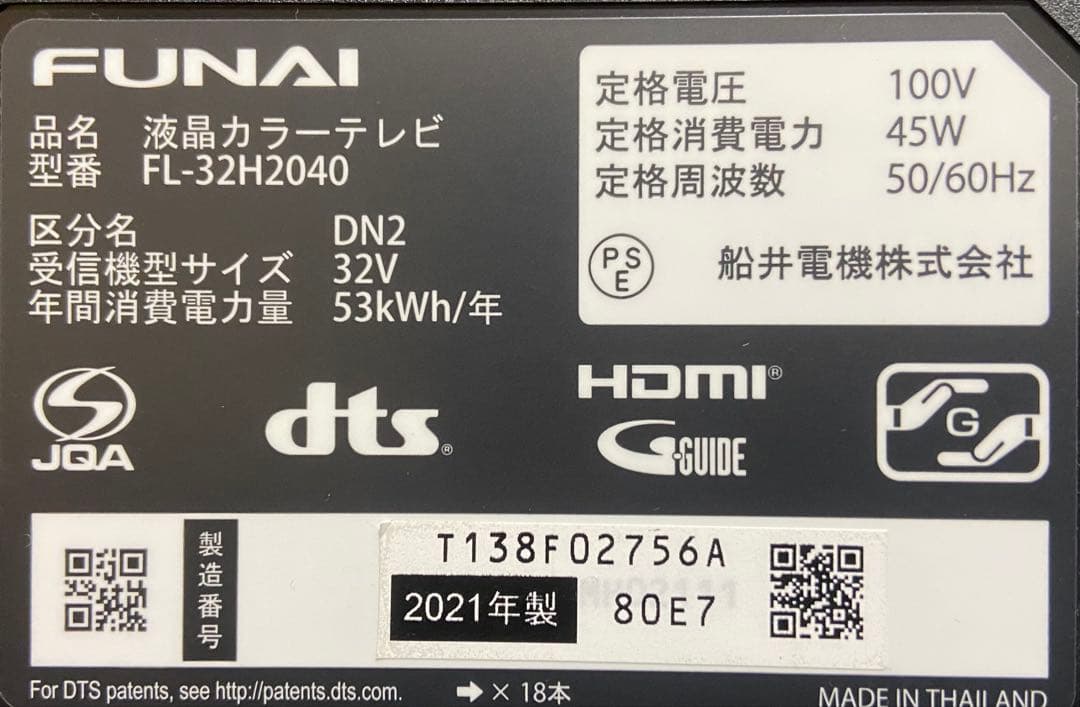 FUNAI
品名 液晶カラーテレビ
型番 FL-32H2040
区分名 DN2
受信機型サイズ 32V
年間消費電力量 53kWh/年
定格電圧 100V
定格消費電力 45W
定格周波数 50/60Hz
PSE 船井電機株式会社
JQA
dts®
HDMI®
G-GUIDE
G
製造番号
T138F02756A
2021年製 80E7
For DTS patents, see http://patents.dts.com.
➡ × 18本
MADE IN THAILAND